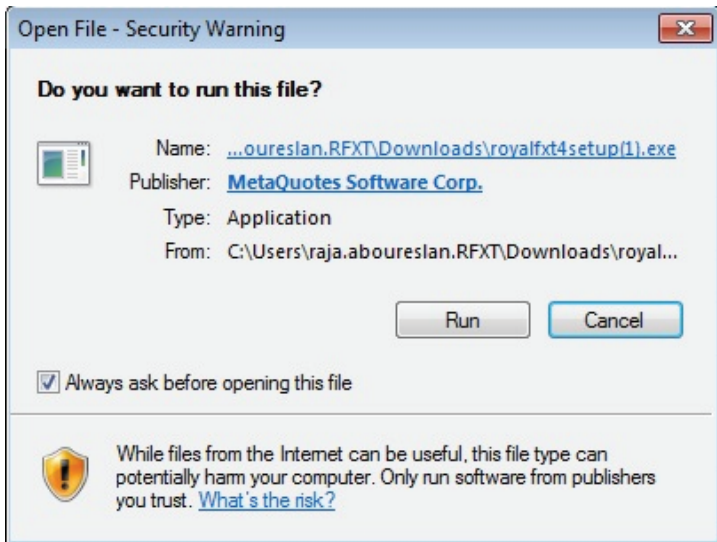 Open File - Security Warning
Do you want to run this file?
Name: ...oureslan.RFXT\Downloads\royalfxt4setup(1).exe
Publisher: MetaQuotes Software Corp.
Type: Application
From: C:\Users\raja.aboureslan.RFXT\Downloads\royal...
Run Cancel
Always ask before opening this file
While files from the Internet can be useful, this file type can
potentially harm your computer. Only run software from publishers
you trust. What's the risk?